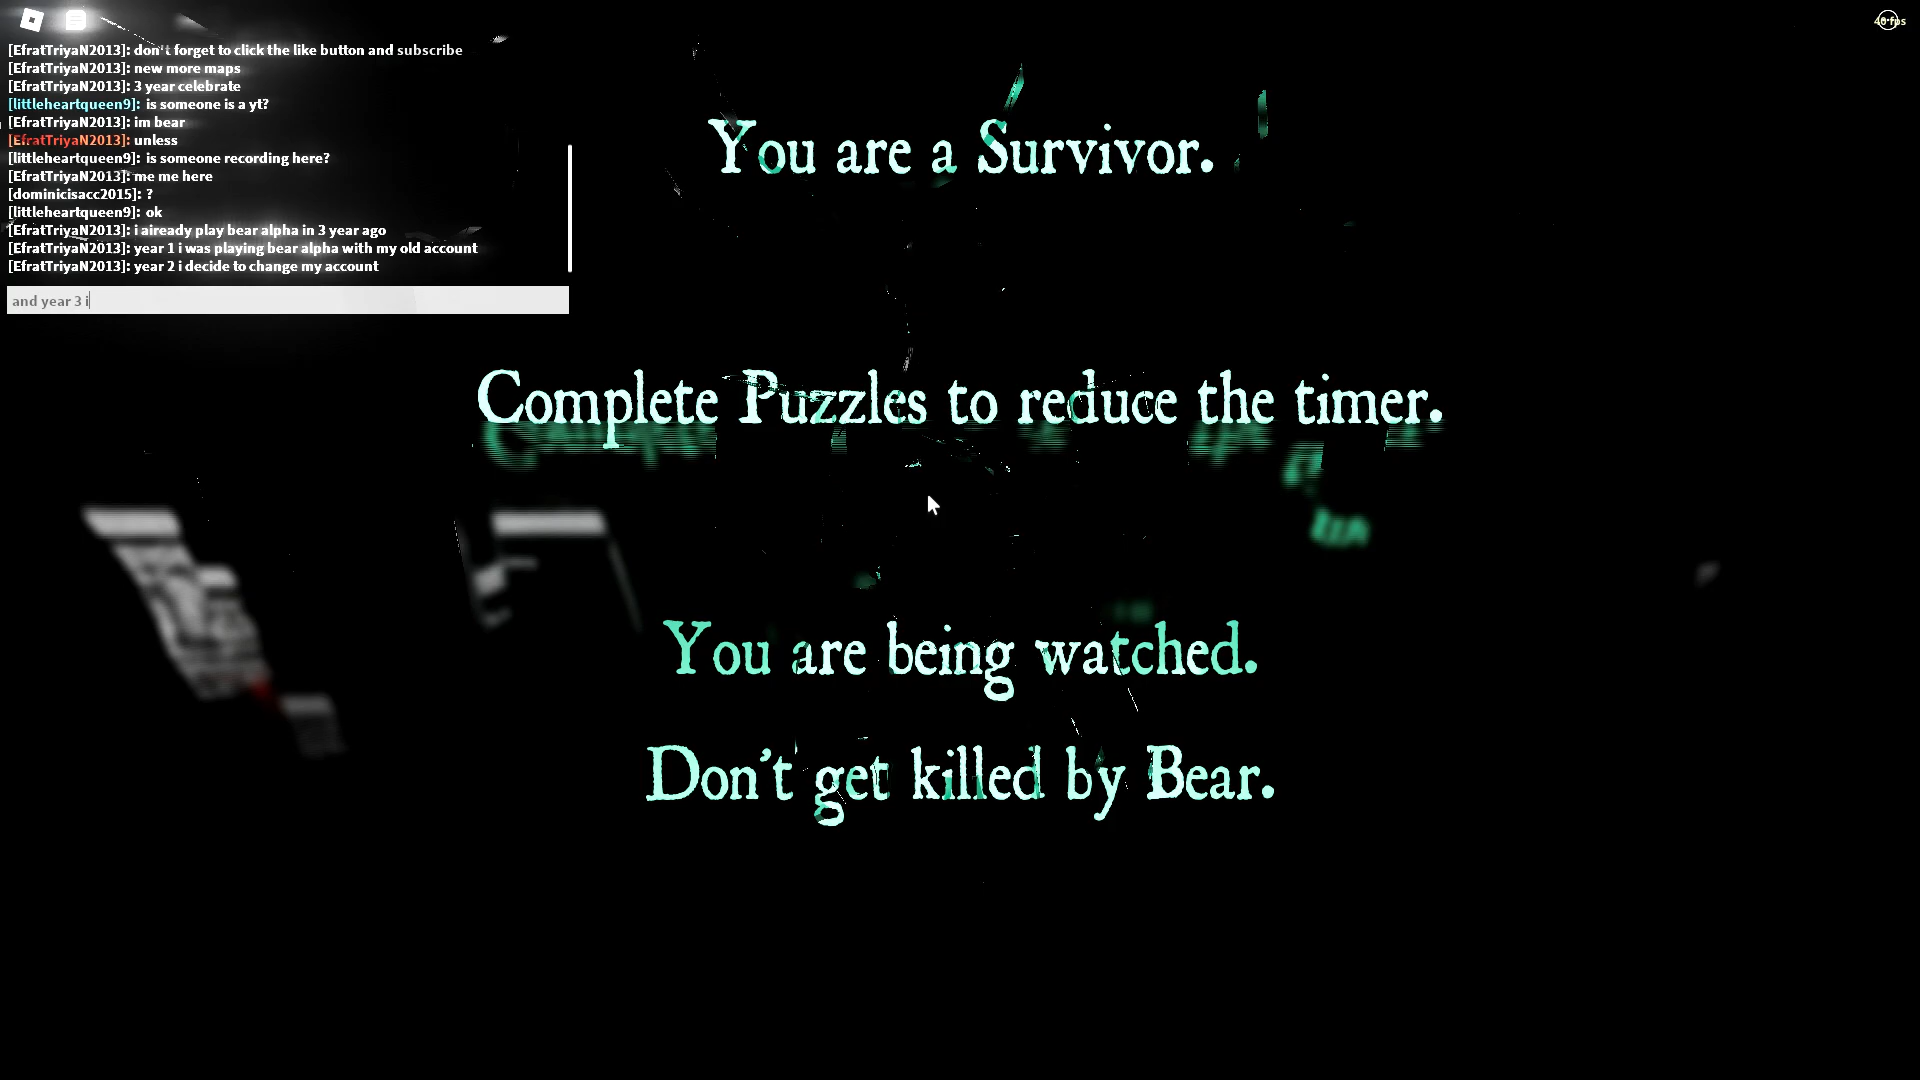 [EfratTriyaN2013]: don't forget to click the like button and subscribe
[EfratTriyaN2013]: new more maps
[EfratTriyaN2013]: 3 year celebrate
[littleheartqueen9]: is someone is a yt?
[EfratTriyaN2013]: im bear
[EfratTriyaN2013]: unless
[littleheartqueen9]: is someone recording here?
[EfratTriyaN2013]: me me here
[dominicisacc2015]: ?
[littleheartqueen9]: ok
[EfratTriyaN2013]: i aiready play bear alpha in 3 year ago
[EfratTriyaN2013]: year 1 i was playing bear alpha with my old account
[EfratTriyaN2013]: year 2 i decide to change my account
and year 3 i
40 fps
You are a Survivor.
Complete Puzzles to reduce the timer.
You are being watched.
Don't get killed by Bear.